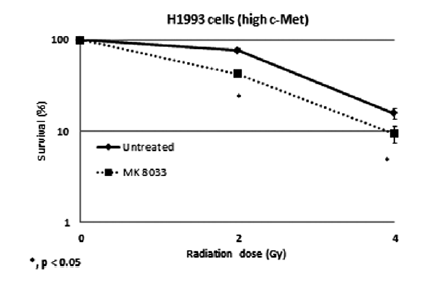 H1993 cells (high c-Met)
100
10
1
Survival (%)
Untreated
MK 8033
*
*
0
2
4
Radiation dose (Gy)
*, p < 0.05